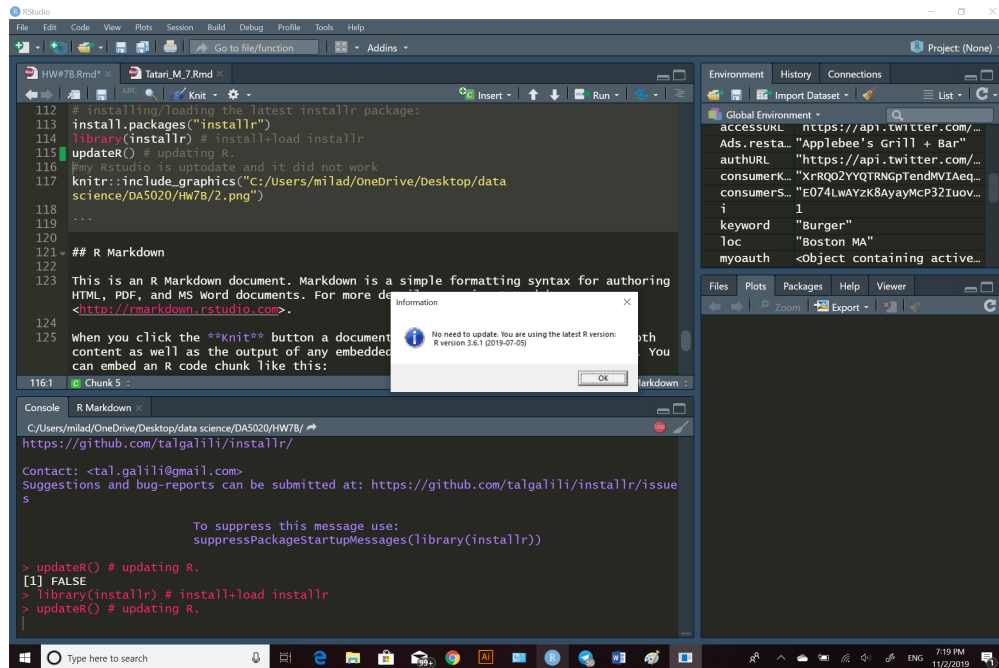 RStudio
File Edit Code View Plots Session Build Debug Profile Tools Help
Go to file/function Addins Project: (None)
HW#7B.Rmd* Tatari_M_7.Rmd
ABC Knit Insert Run
112 # installing/loading the latest installr package:
113 install.packages("installr")
114 library(installr) # install+load installr
115 updateR() # updating R.
116 #my Rstudio is uptodate and it did not work
117 knitr::include_graphics("C:/Users/milad/OneDrive/Desktop/data
science/DA5020/HW7B/2.png")
118
119 ```
120
121 ## R Markdown
122
123 This is an R Markdown document. Markdown is a simple formatting syntax for authoring
HTML, PDF, and MS Word documents. For more
<http://rmarkdown.rstudio.com>.
124
125 When you click the **Knit** button a document
content as well as the output of any embedded You
can embed an R code chunk like this:
116:1 Chunk 5
Information
No need to update. You are using the latest R version:
R version 3.6.1 (2019-07-05)
OK
Console R Markdown
C:/Users/milad/OneDrive/Desktop/data science/DA5020/HW7B/
https://github.com/talgalili/installr/
Contact: <tal.galili@gmail.com>
Suggestions and bug-reports can be submitted at: https://github.com/talgalili/installr/issue
s
To suppress this message use:
suppressPackageStartupMessages(library(installr))
> updateR() # updating R.
[1] FALSE
> library(installr) # install+load installr
> updateR() # updating R.
Environment History Connections
Import Dataset List
Global Environment
accessURL "https://api.twitter.com/…
Ads.resta… "Applebee's Grill + Bar"
authURL "https://api.twitter.com/…
consumerK… "XrRQO2YYQTRNGpTendMVIAeq…
consumerS… "E074LwAYzK8AyayMcP32Iuov…
i 1
keyword "Burger"
loc "Boston MA"
myoauth <Object containing active…
Files Plots Packages Help Viewer
Zoom Export
Type here to search
99+
Ai
ENG
7:19 PM
11/2/2019